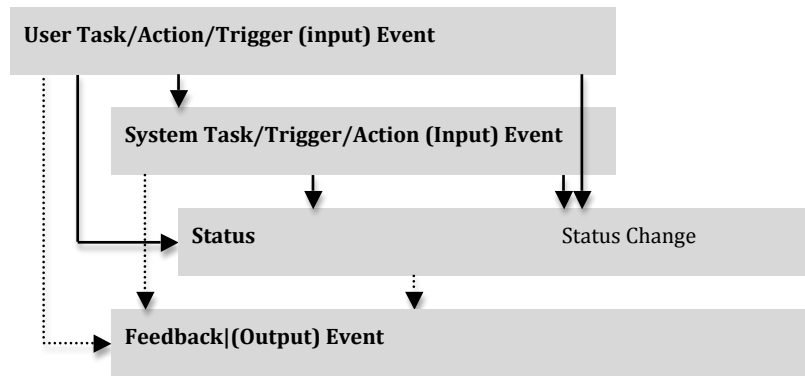 User Task/Action/Trigger (input) Event
System Task/Trigger/Action (Input) Event
Status Status Change
Feedback|(Output) Event